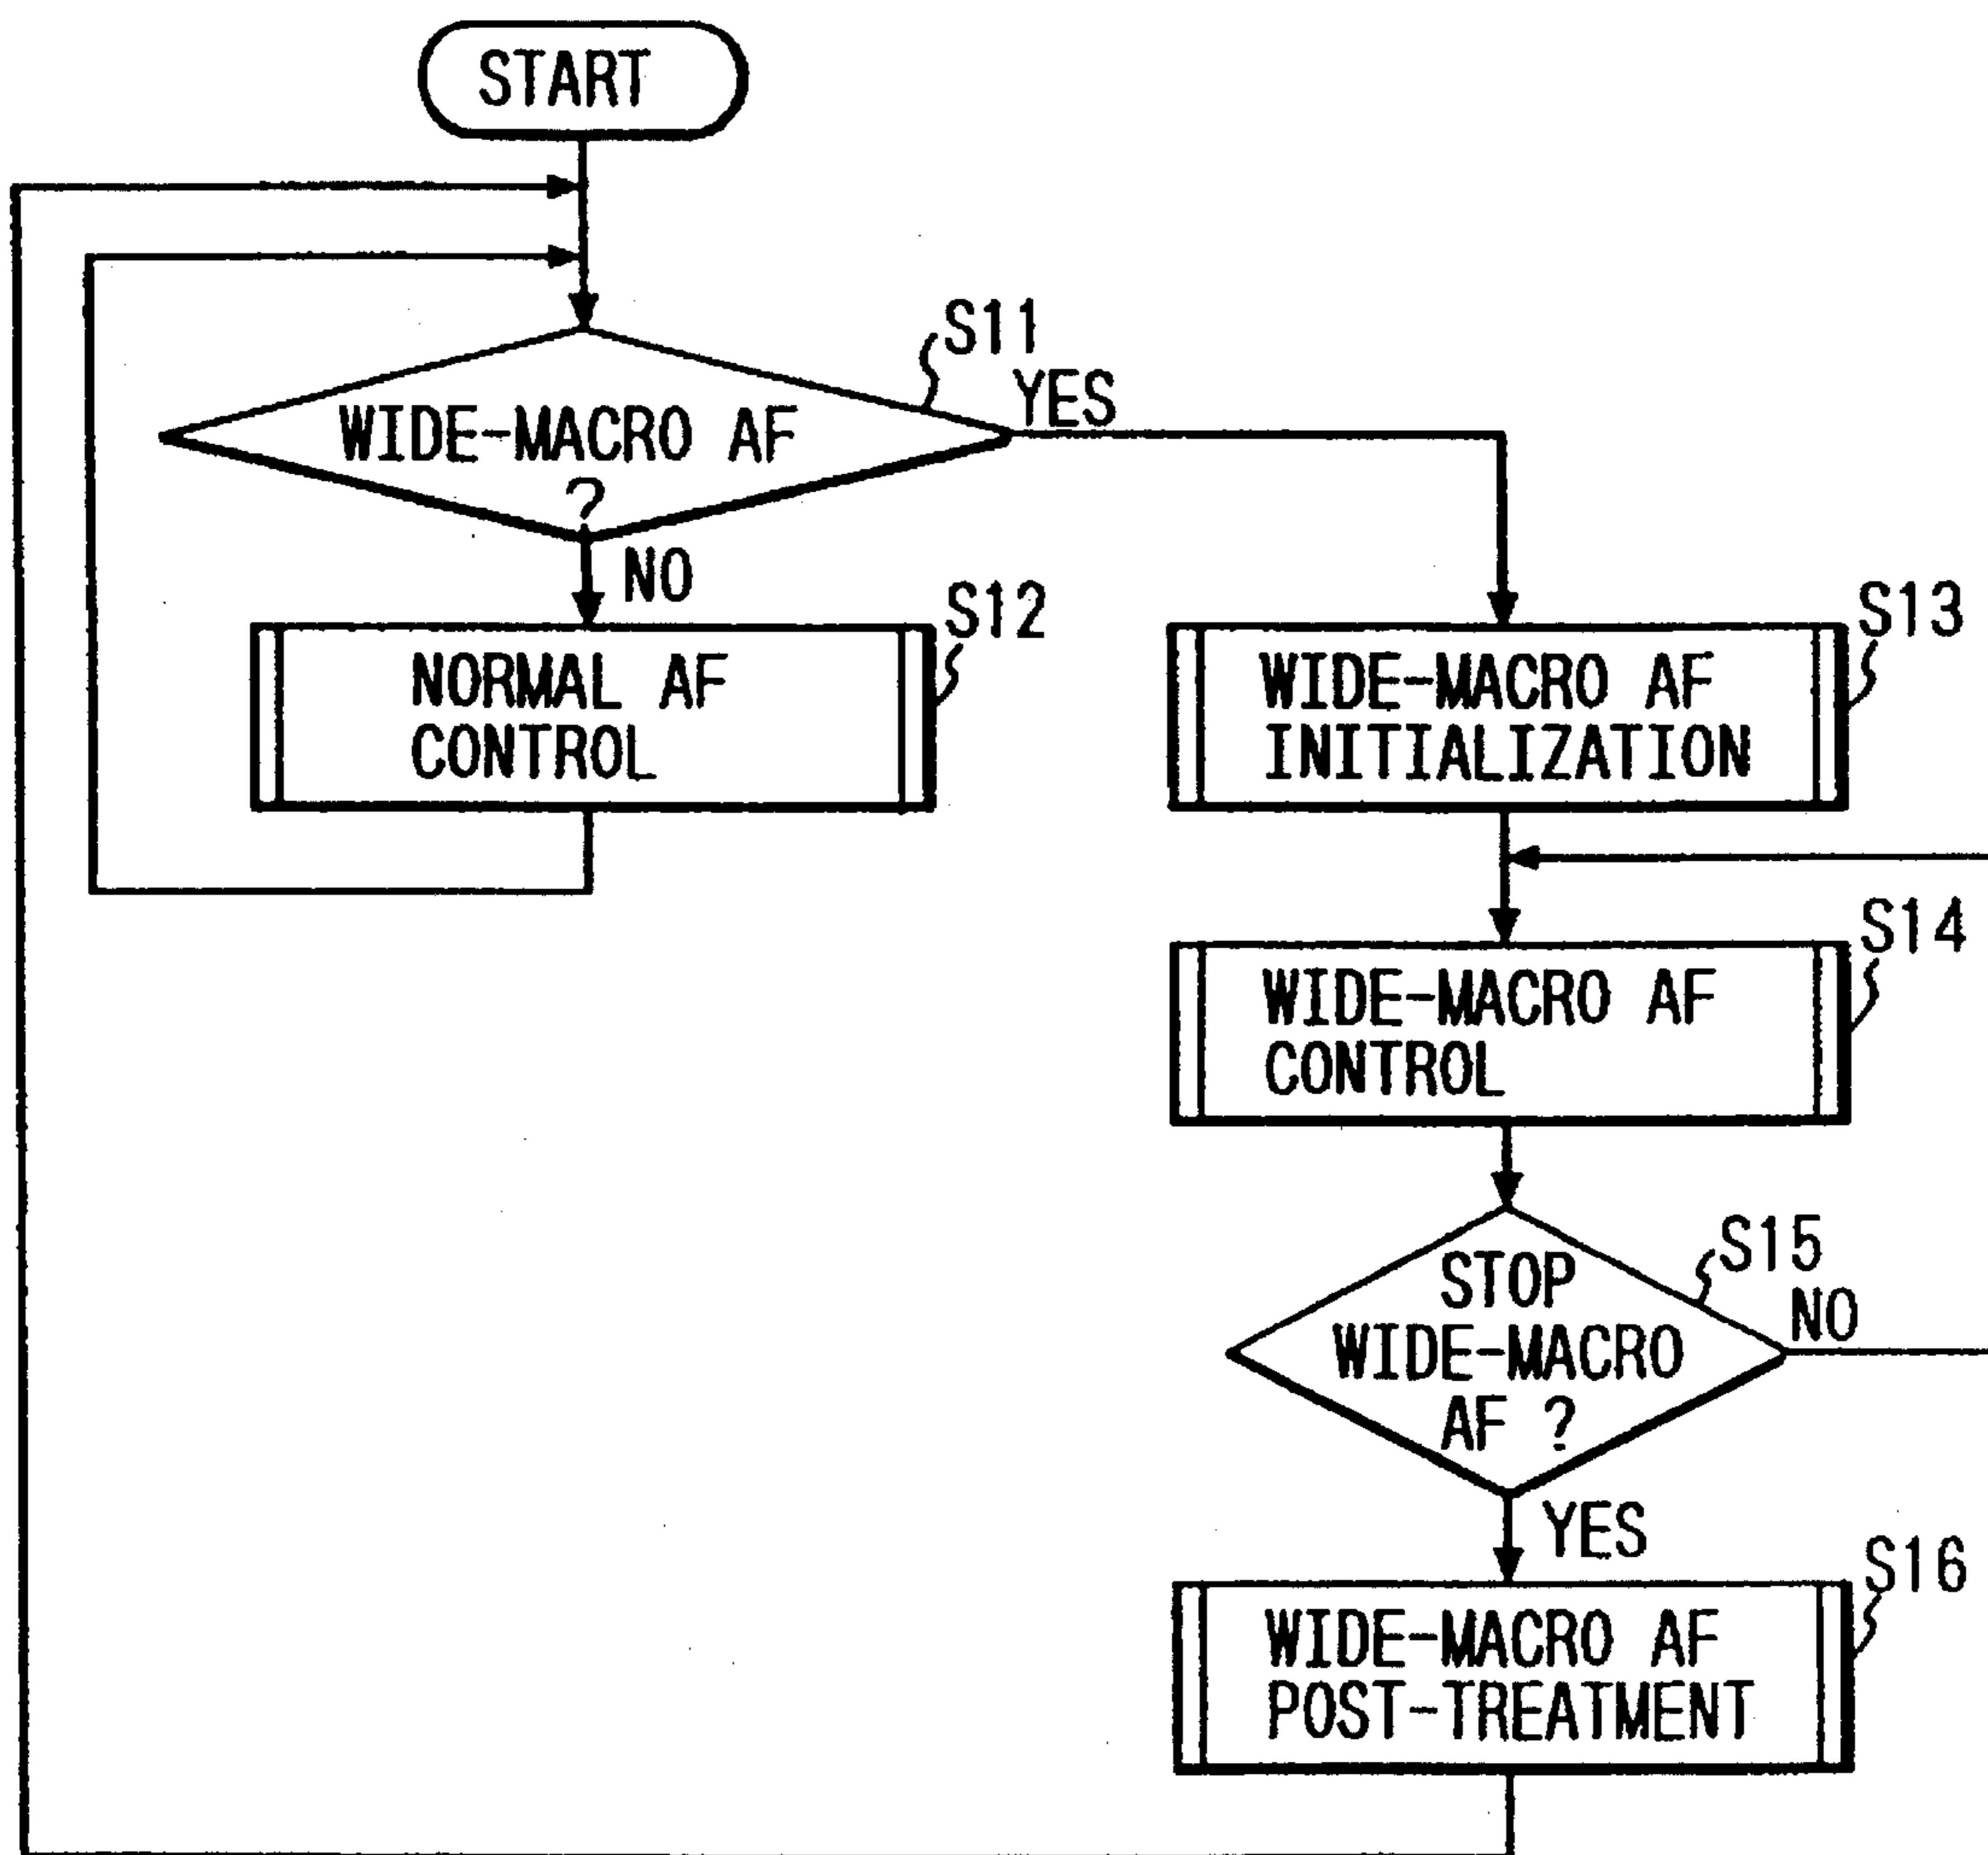 START
S11
YES
WIDE-MACRO AF
?
NO
S12
NORMAL AF
CONTROL
S13
WIDE-MACRO AF
INITIALIZATION
S14
WIDE-MACRO AF
CONTROL
S15
NO
STOP
WIDE-MACRO
AF ?
YES
S16
WIDE-MACRO AF
POST-TREATMENT